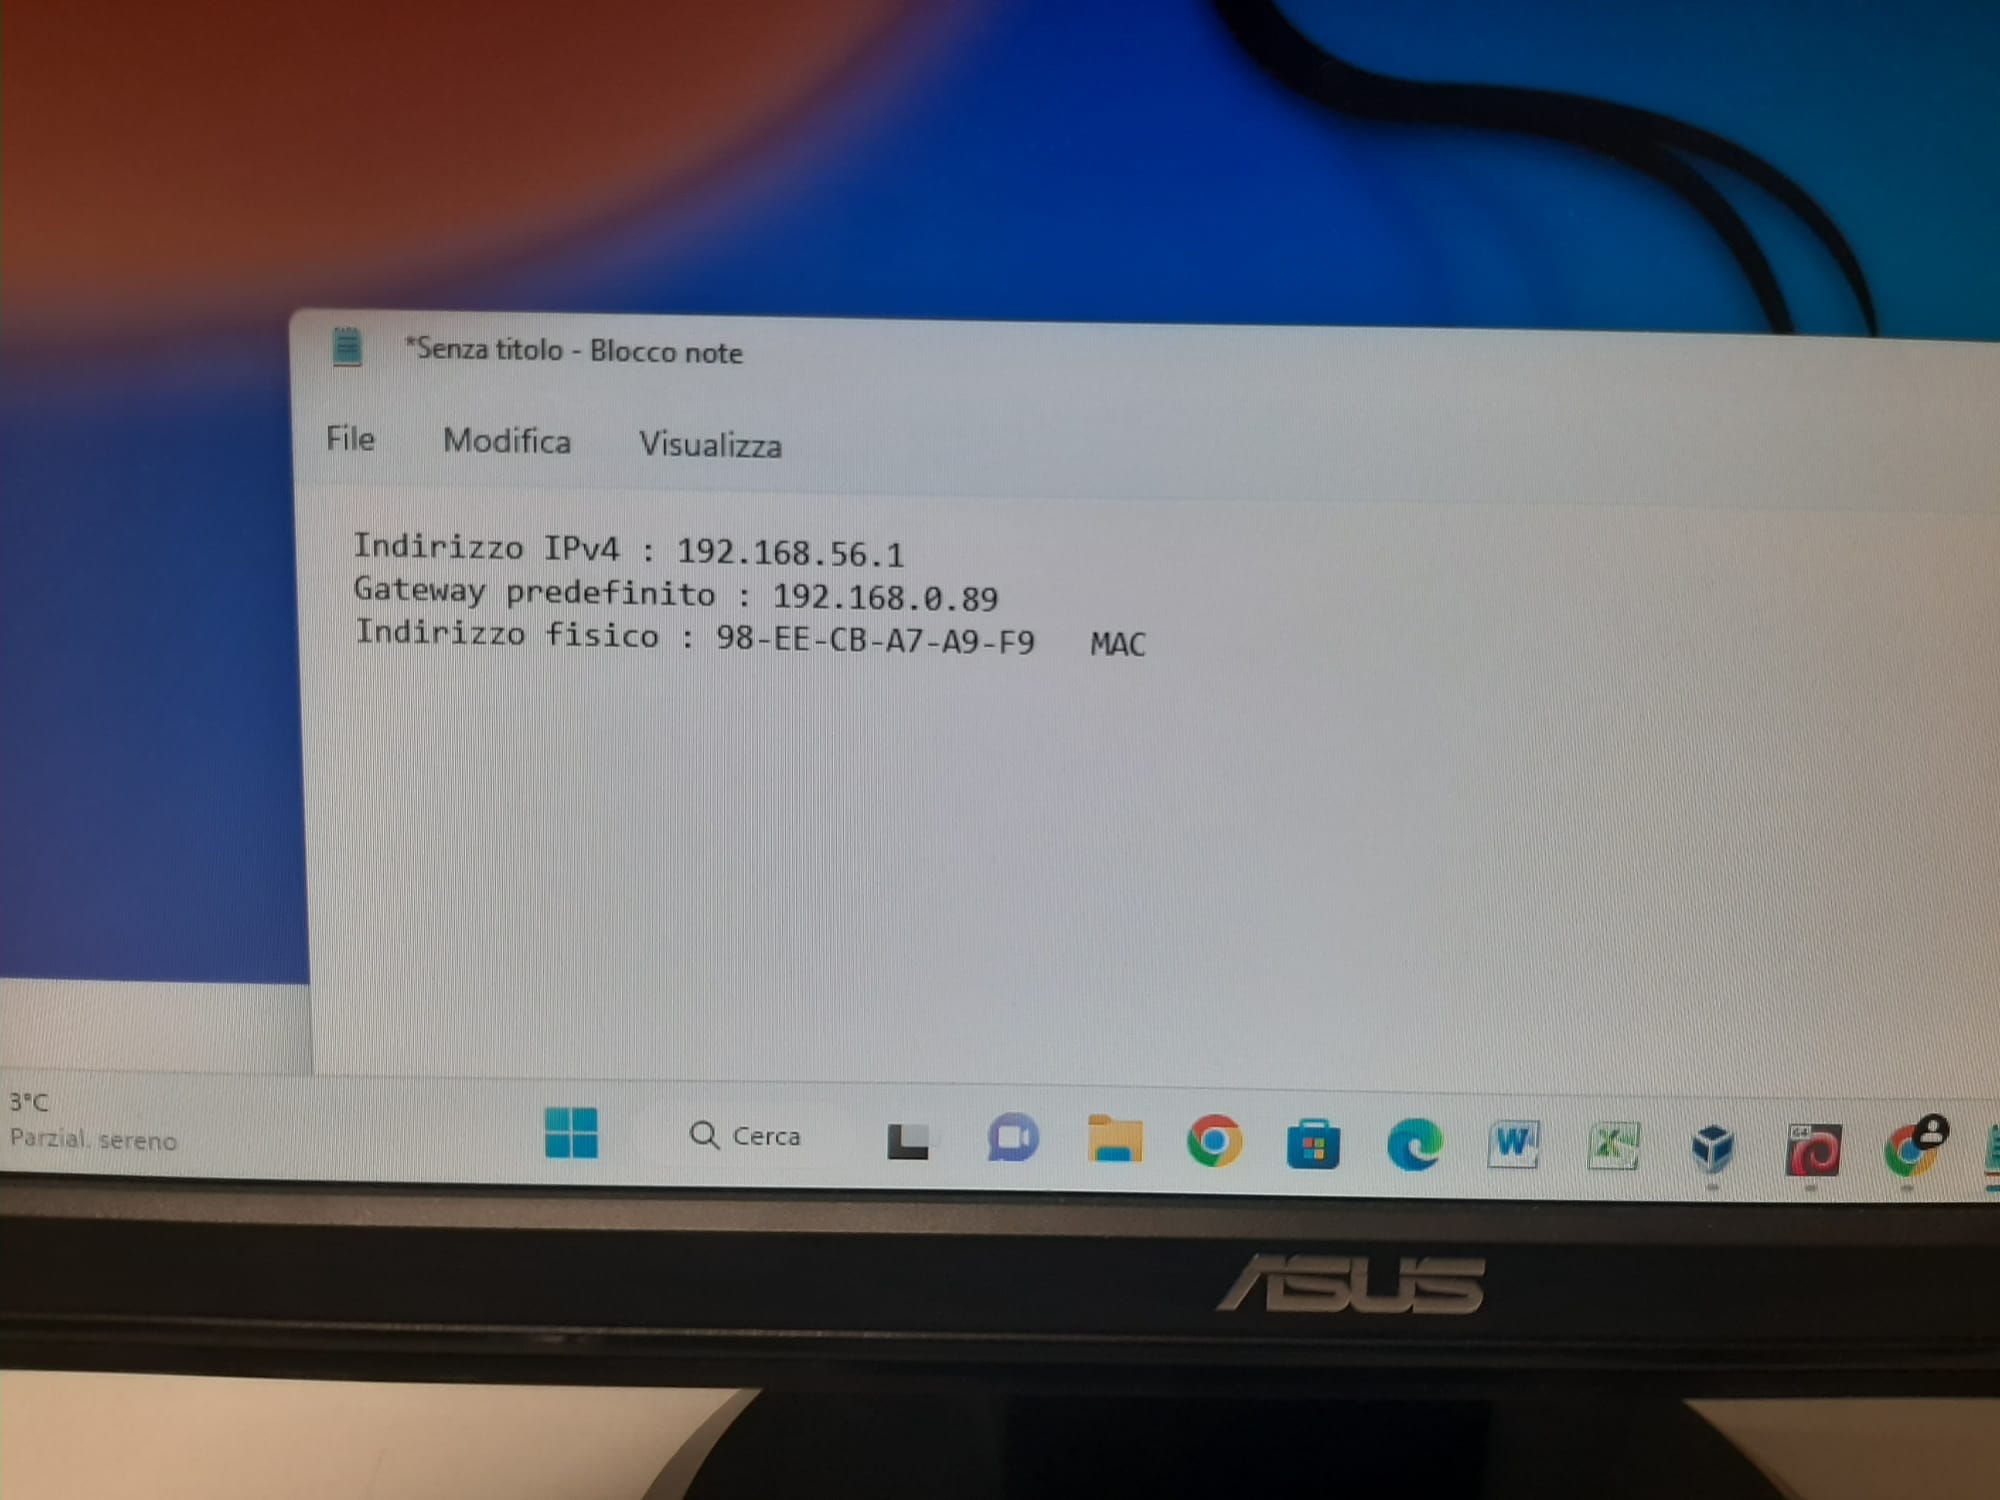 *Senza titolo - Blocco note
File Modifica Visualizza
Indirizzo IPv4 : 192.168.56.1
Gateway predefinito : 192.168.0.89
Indirizzo fisico : 98-EE-CB-A7-A9-F9 MAC
3°C
Parzial. sereno
Cerca
64
ASUS